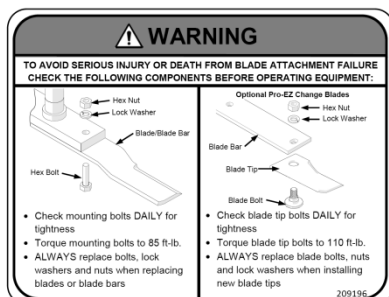 WARNING
TO AVOID SERIOUS INJURY OR DEATH FROM BLADE ATTACHMENT FAILURE
CHECK THE FOLLOWING COMPONENTS BEFORE OPERATING EQUIPMENT:
Hex Nut
Lock Washer
Blade/Blade Bar
Hex Bolt
• Check mounting bolts DAILY for
tightness
• Torque mounting bolts to 85 ft-lb.
• ALWAYS replace bolts, lock
washers and nuts when replacing
blades or blade bars
Optional Pro-EZ Change Blades
Hex Nut
Lock Washer
Blade Bar
Blade Tip
Blade Bolt
• Check blade tip bolts DAILY for
tightness
• Torque blade tip bolts to 110 ft-lb.
• ALWAYS replace blade bolts, nuts
and lock washers when installing
new blade tips
209196